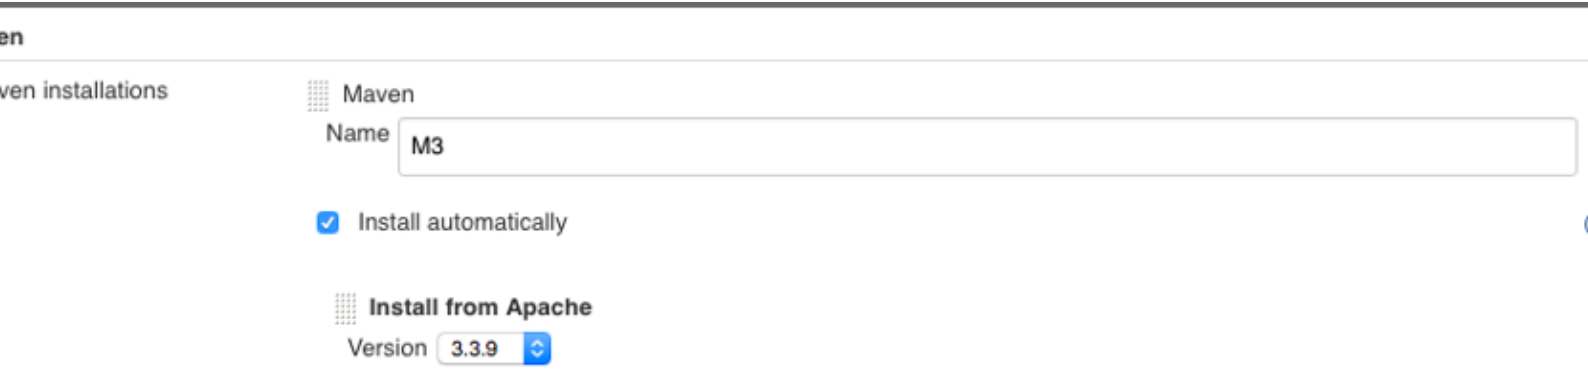 en
ven installations
Maven
Name
M3
Install automatically
Install from Apache
Version 3.3.9